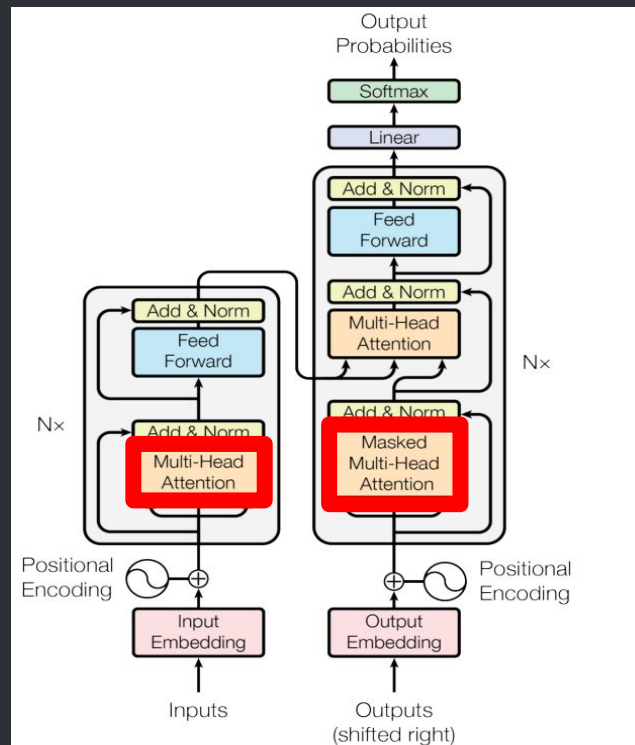 Output
Probabilities
Softmax
Linear
Add & Norm
Feed
Forward
Add & Norm
Multi-Head
Attention
Nx
Add & Norm
Masked
Multi-Head
Attention
Add & Norm
Feed
Forward
Nx
Add & Norm
Multi-Head
Attention
Positional
Encoding
Positional
Encoding
Input
Embedding
Output
Embedding
Inputs
Outputs
(shifted right)